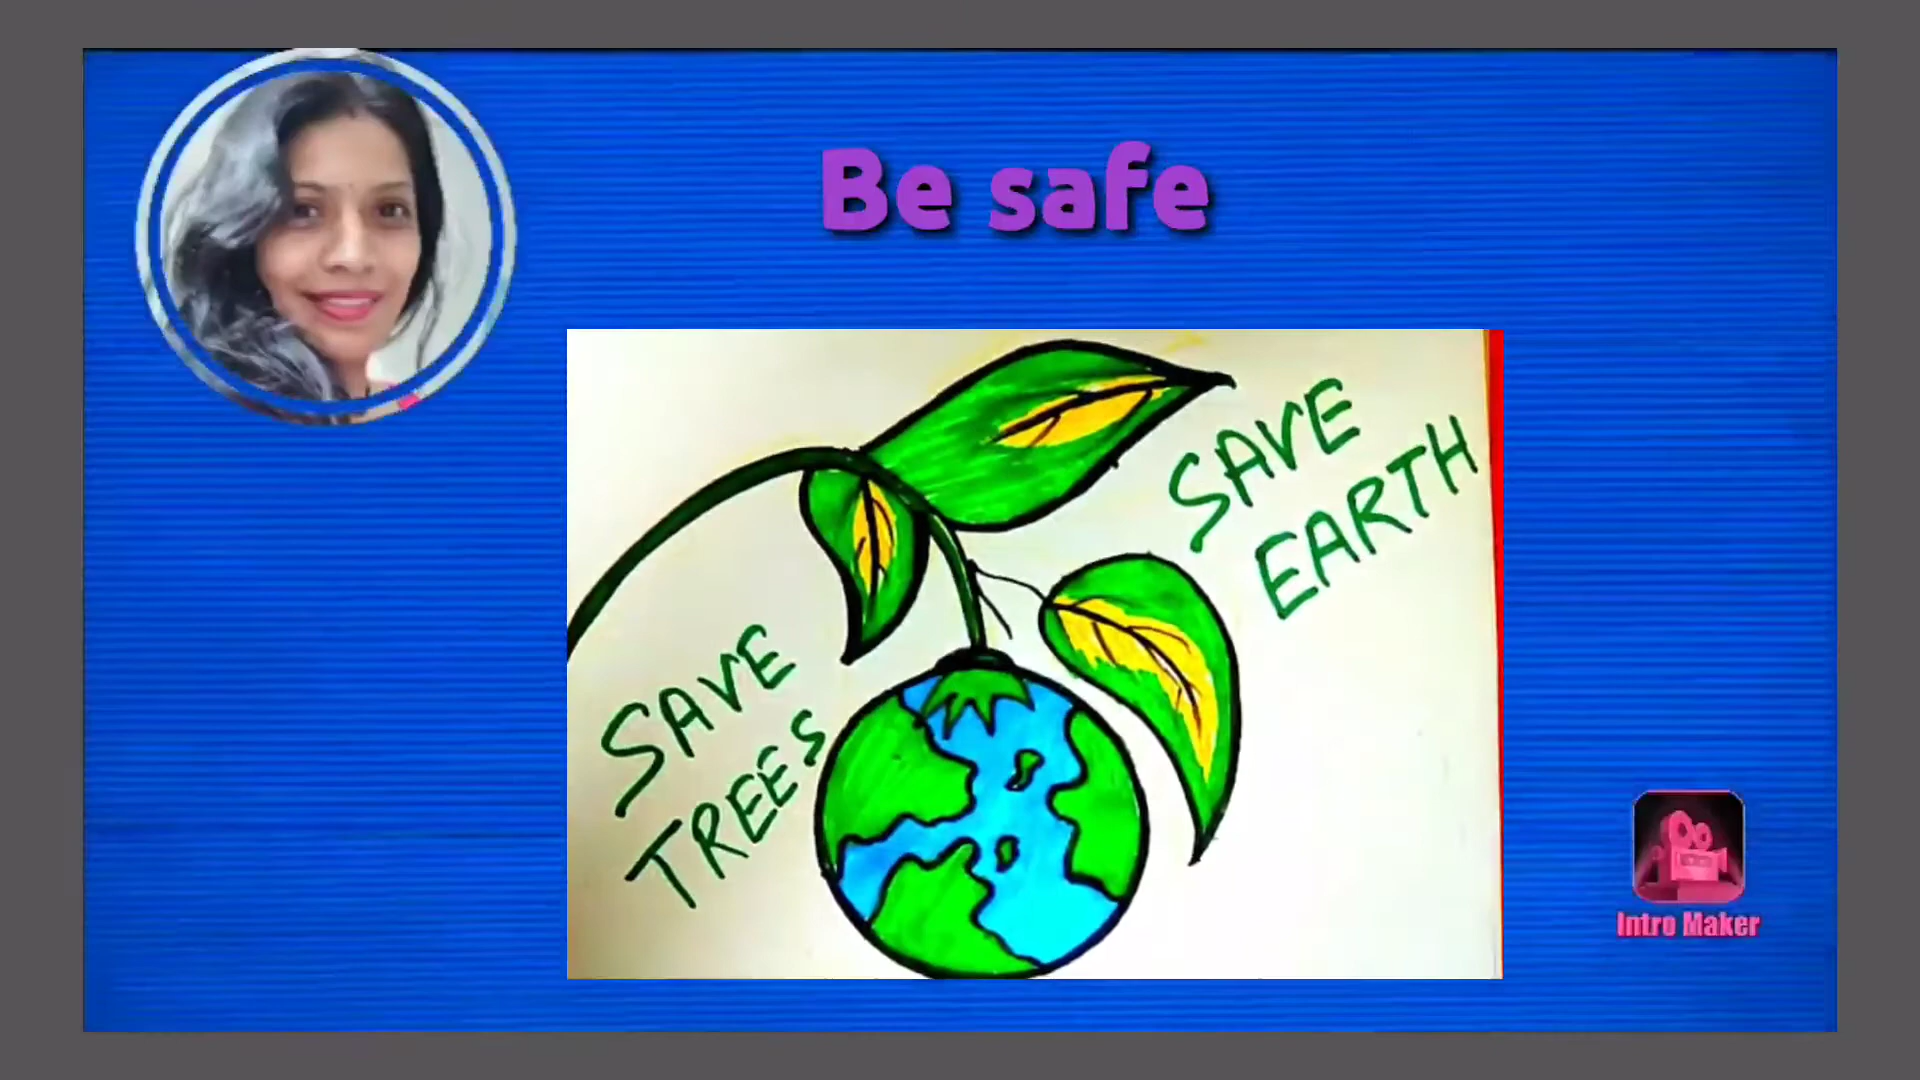 Be safe
SAVE
EARTH
SAVE
TREES
Intro Maker